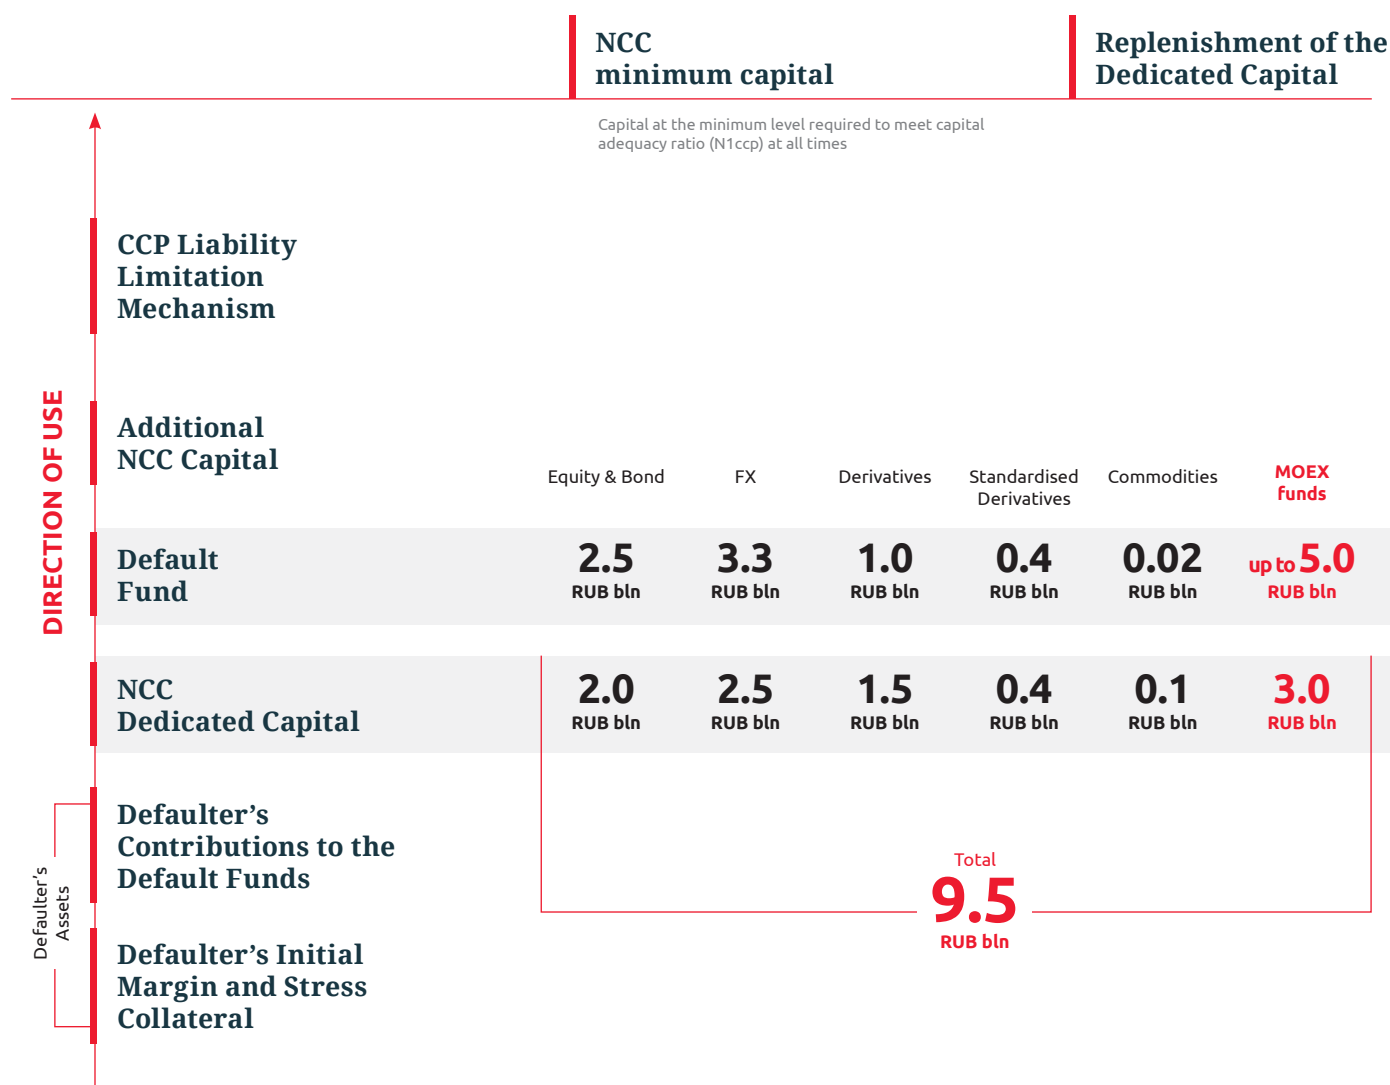 NCC
minimum capital
Replenishment of the
Dedicated Capital
Capital at the minimum level required to meet capital
adequacy ratio (N1ccp) at all times
DIRECTION OF USE
CCP Liability
Limitation
Mechanism
Additional
NCC Capital
Equity & Bond
FX
Derivatives
Standardised
Derivatives
Commodities
MOEX
funds
Default
Fund
2.5
RUB bln
3.3
RUB bln
1.0
RUB bln
0.4
RUB bln
0.02
RUB bln
up to 5.0
RUB bln
NCC
Dedicated Capital
2.0
RUB bln
2.5
RUB bln
1.5
RUB bln
0.4
RUB bln
0.1
RUB bln
3.0
RUB bln
Defaulter’s
Assets
Defaulter’s
Contributions to the
Default Funds
Total
9.5
RUB bln
Defaulter’s Initial
Margin and Stress
Collateral